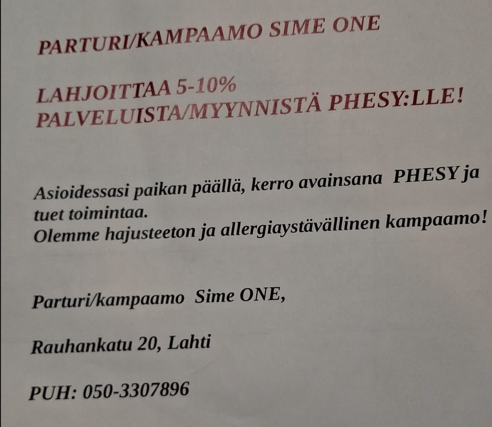 PARTURI/KAMPAAMO SIME ONE
LAHJOITTAA 5-10%
PALVELUISTA/MYYNNISTÄ PHESY:LLE!
Asioidessasi paikan päällä, kerro avainsana PHESY ja
tuet toimintaa.
Olemme hajusteeton ja allergiaystävällinen kampaamo!
Parturi/kampaamo Sime ONE,
Rauhankatu 20, Lahti
PUH: 050-3307896